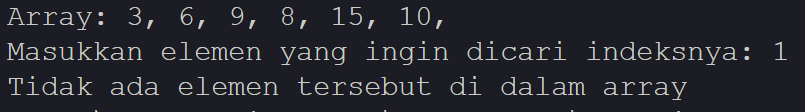 Array: 3, 6, 9, 8, 15, 10,
Masukkan elemen yang ingin dicari indeksnya: 1
Tidak ada elemen tersebut di dalam array